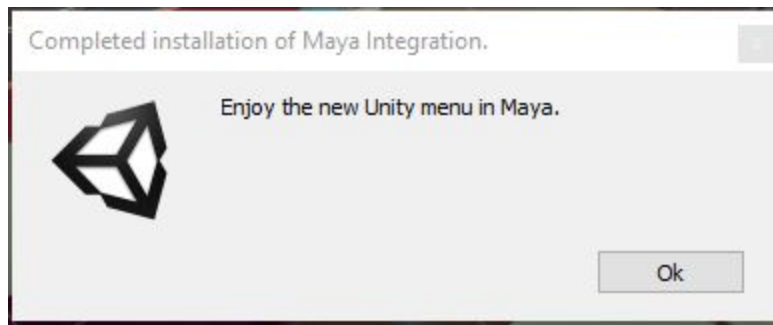 Completed installation of Maya Integration.
Enjoy the new Unity menu in Maya.
Ok